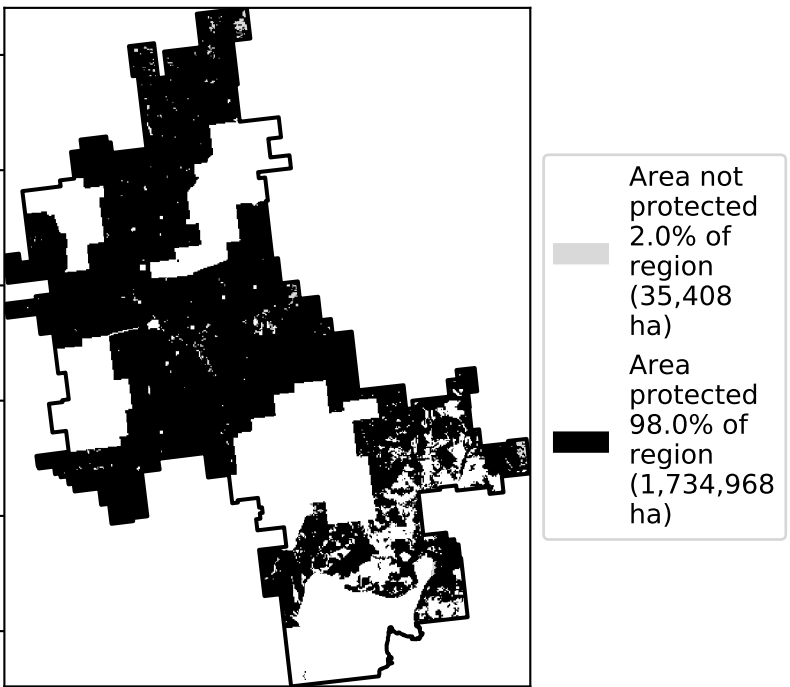 Area not
protected
2.0% of
region
(35,408
ha)
Area
protected
98.0% of
region
(1,734,968
ha)